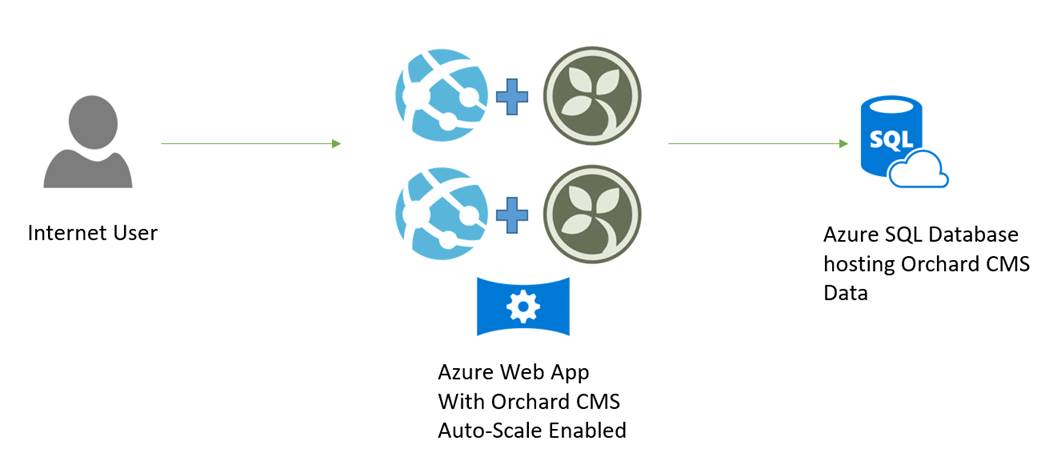 SQL
Internet User
Azure SQL Database
hosting Orchard CMS
Data
Azure Web App
With Orchard CMS
Auto-Scale Enabled